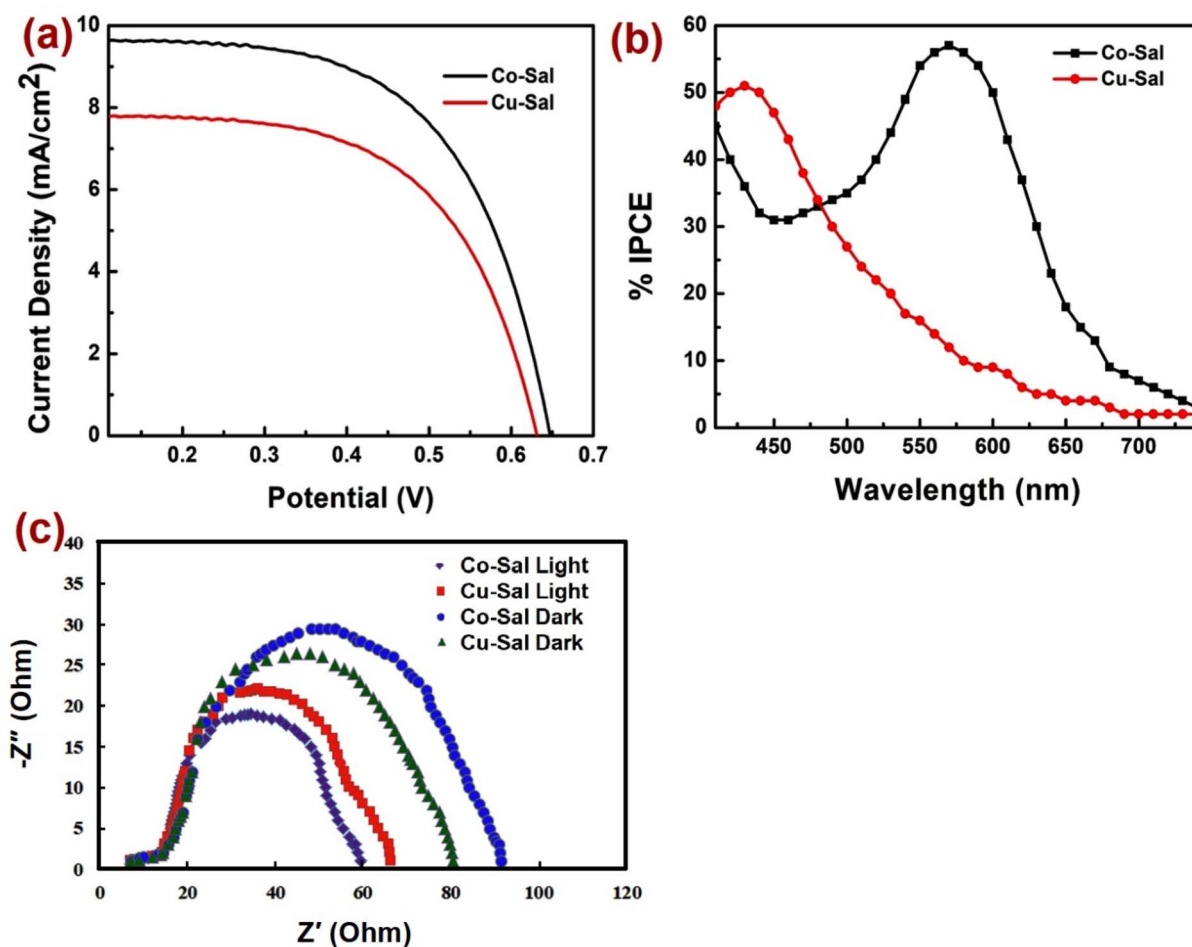 (a)
10
8
6
4
2
0
Current Density (mA/cm²)
Co-Sal
Cu-Sal
0.2 0.3 0.4 0.5 0.6 0.7
Potential (V)
(b)
60
50
40
30
20
10
0
% IPCE
Co-Sal
Cu-Sal
450 500 550 600 650 700
Wavelength (nm)
(c)
40
35
30
25
20
15
10
5
0
-Z″ (Ohm)
Co-Sal Light
Cu-Sal Light
Co-Sal Dark
Cu-Sal Dark
0 20 40 60 80 100 120
Z′ (Ohm)